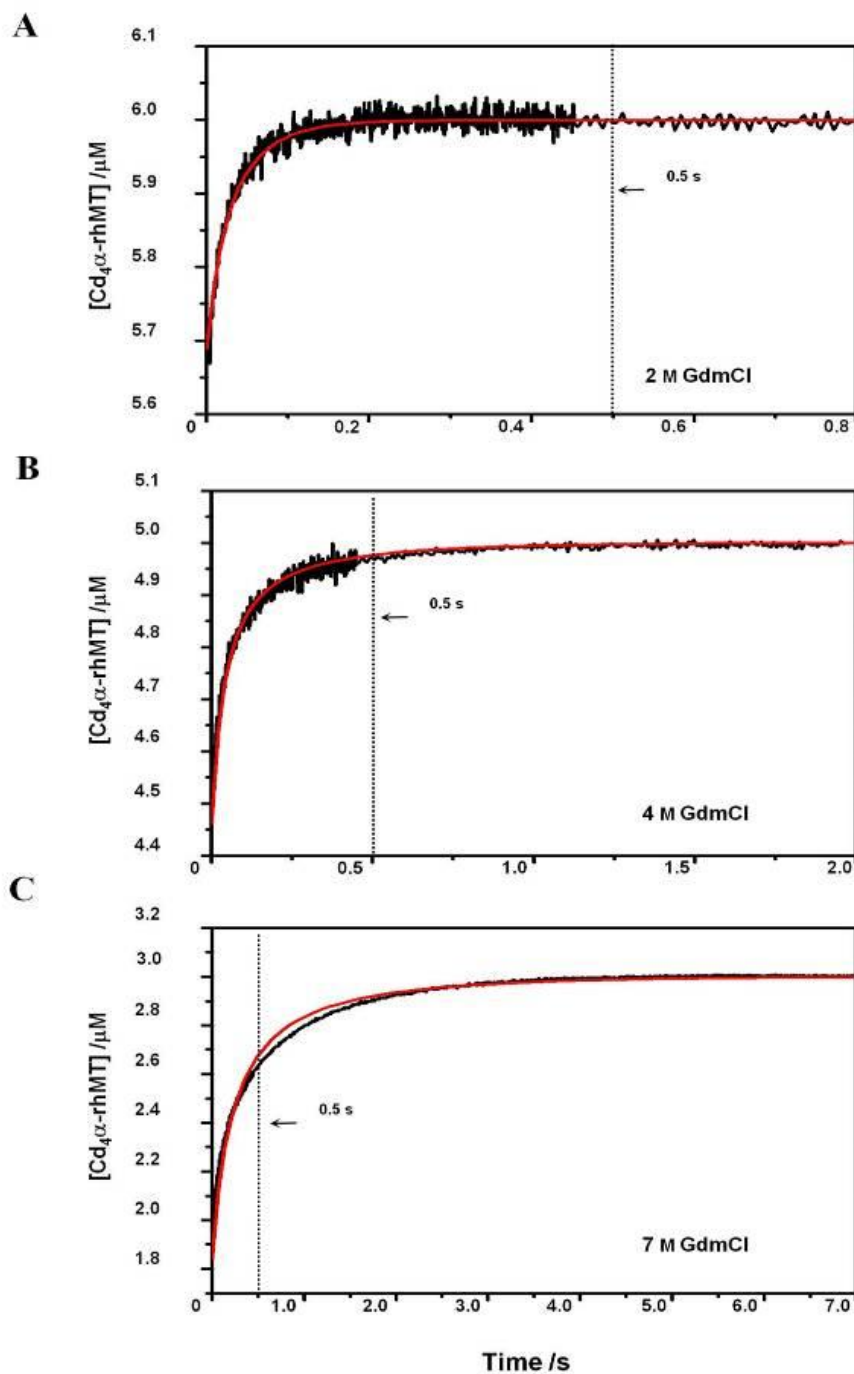 A
6.1
6.0
5.9
5.8
5.7
5.6
[Cd₄α-rhMT] /μM
0.5 s
2 M GdmCl
0 0.2 0.4 0.6 0.8
B
5.1
5.0
4.9
4.8
4.7
4.6
4.5
4.4
[Cd₄α-rhMT] /μM
0.5 s
4 M GdmCl
0 0.5 1.0 1.5 2.0
C
3.2
3.0
2.8
2.6
2.4
2.2
2.0
1.8
[Cd₄α-rhMT] /μM
0.5 s
7 M GdmCl
0 1.0 2.0 3.0 4.0 5.0 6.0 7.0
Time /s